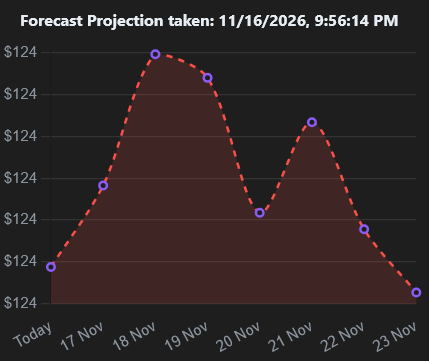 Forecast Projection taken: 11/16/2026, 9:56:14 PM
$124
$124
$124
$124
$124
$124
$124
Today
17 Nov
18 Nov
19 Nov
20 Nov
21 Nov
22 Nov
23 Nov